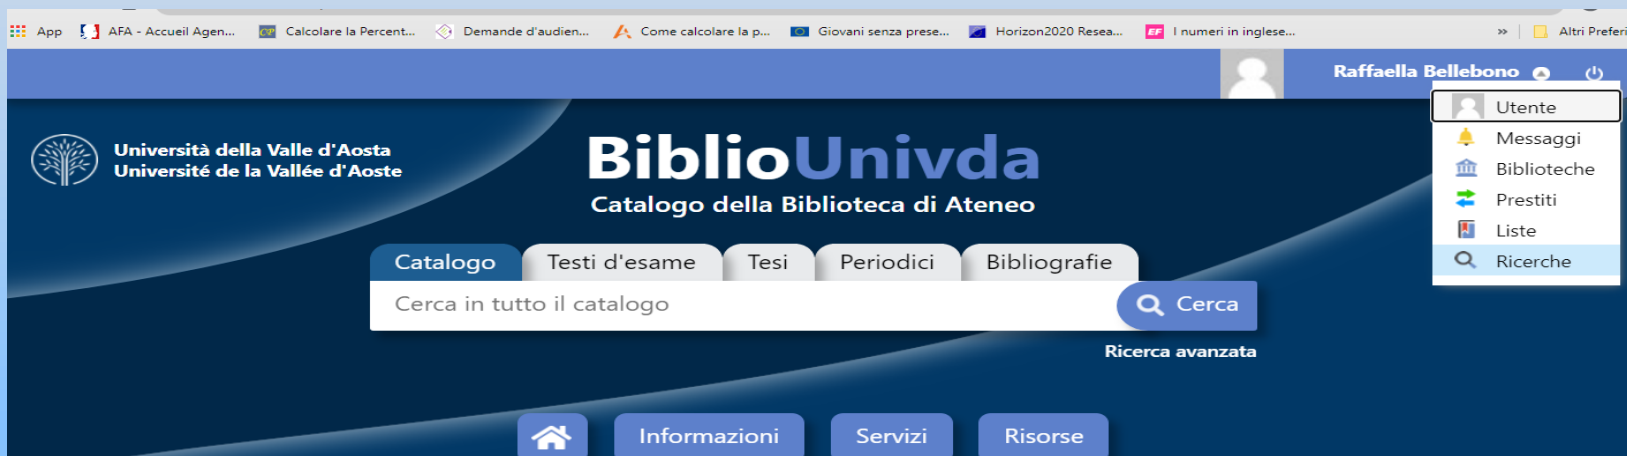 App AFA - Accueil Agen... Calcolare la Percent... Demande d'audien... Come calcolare la p... Giovani senza prese... Horizon2020 Resea... EF I numeri in inglese... » Altri Preferi
Raffaella Bellebono
Utente
Messaggi
Biblioteche
Prestiti
Liste
Ricerche
Università della Valle d'Aosta
Université de la Vallée d'Aoste
BiblioUnivda
Catalogo della Biblioteca di Ateneo
Catalogo Testi d'esame Tesi Periodici Bibliografie
Cerca in tutto il catalogo Cerca
Ricerca avanzata
Informazioni Servizi Risorse